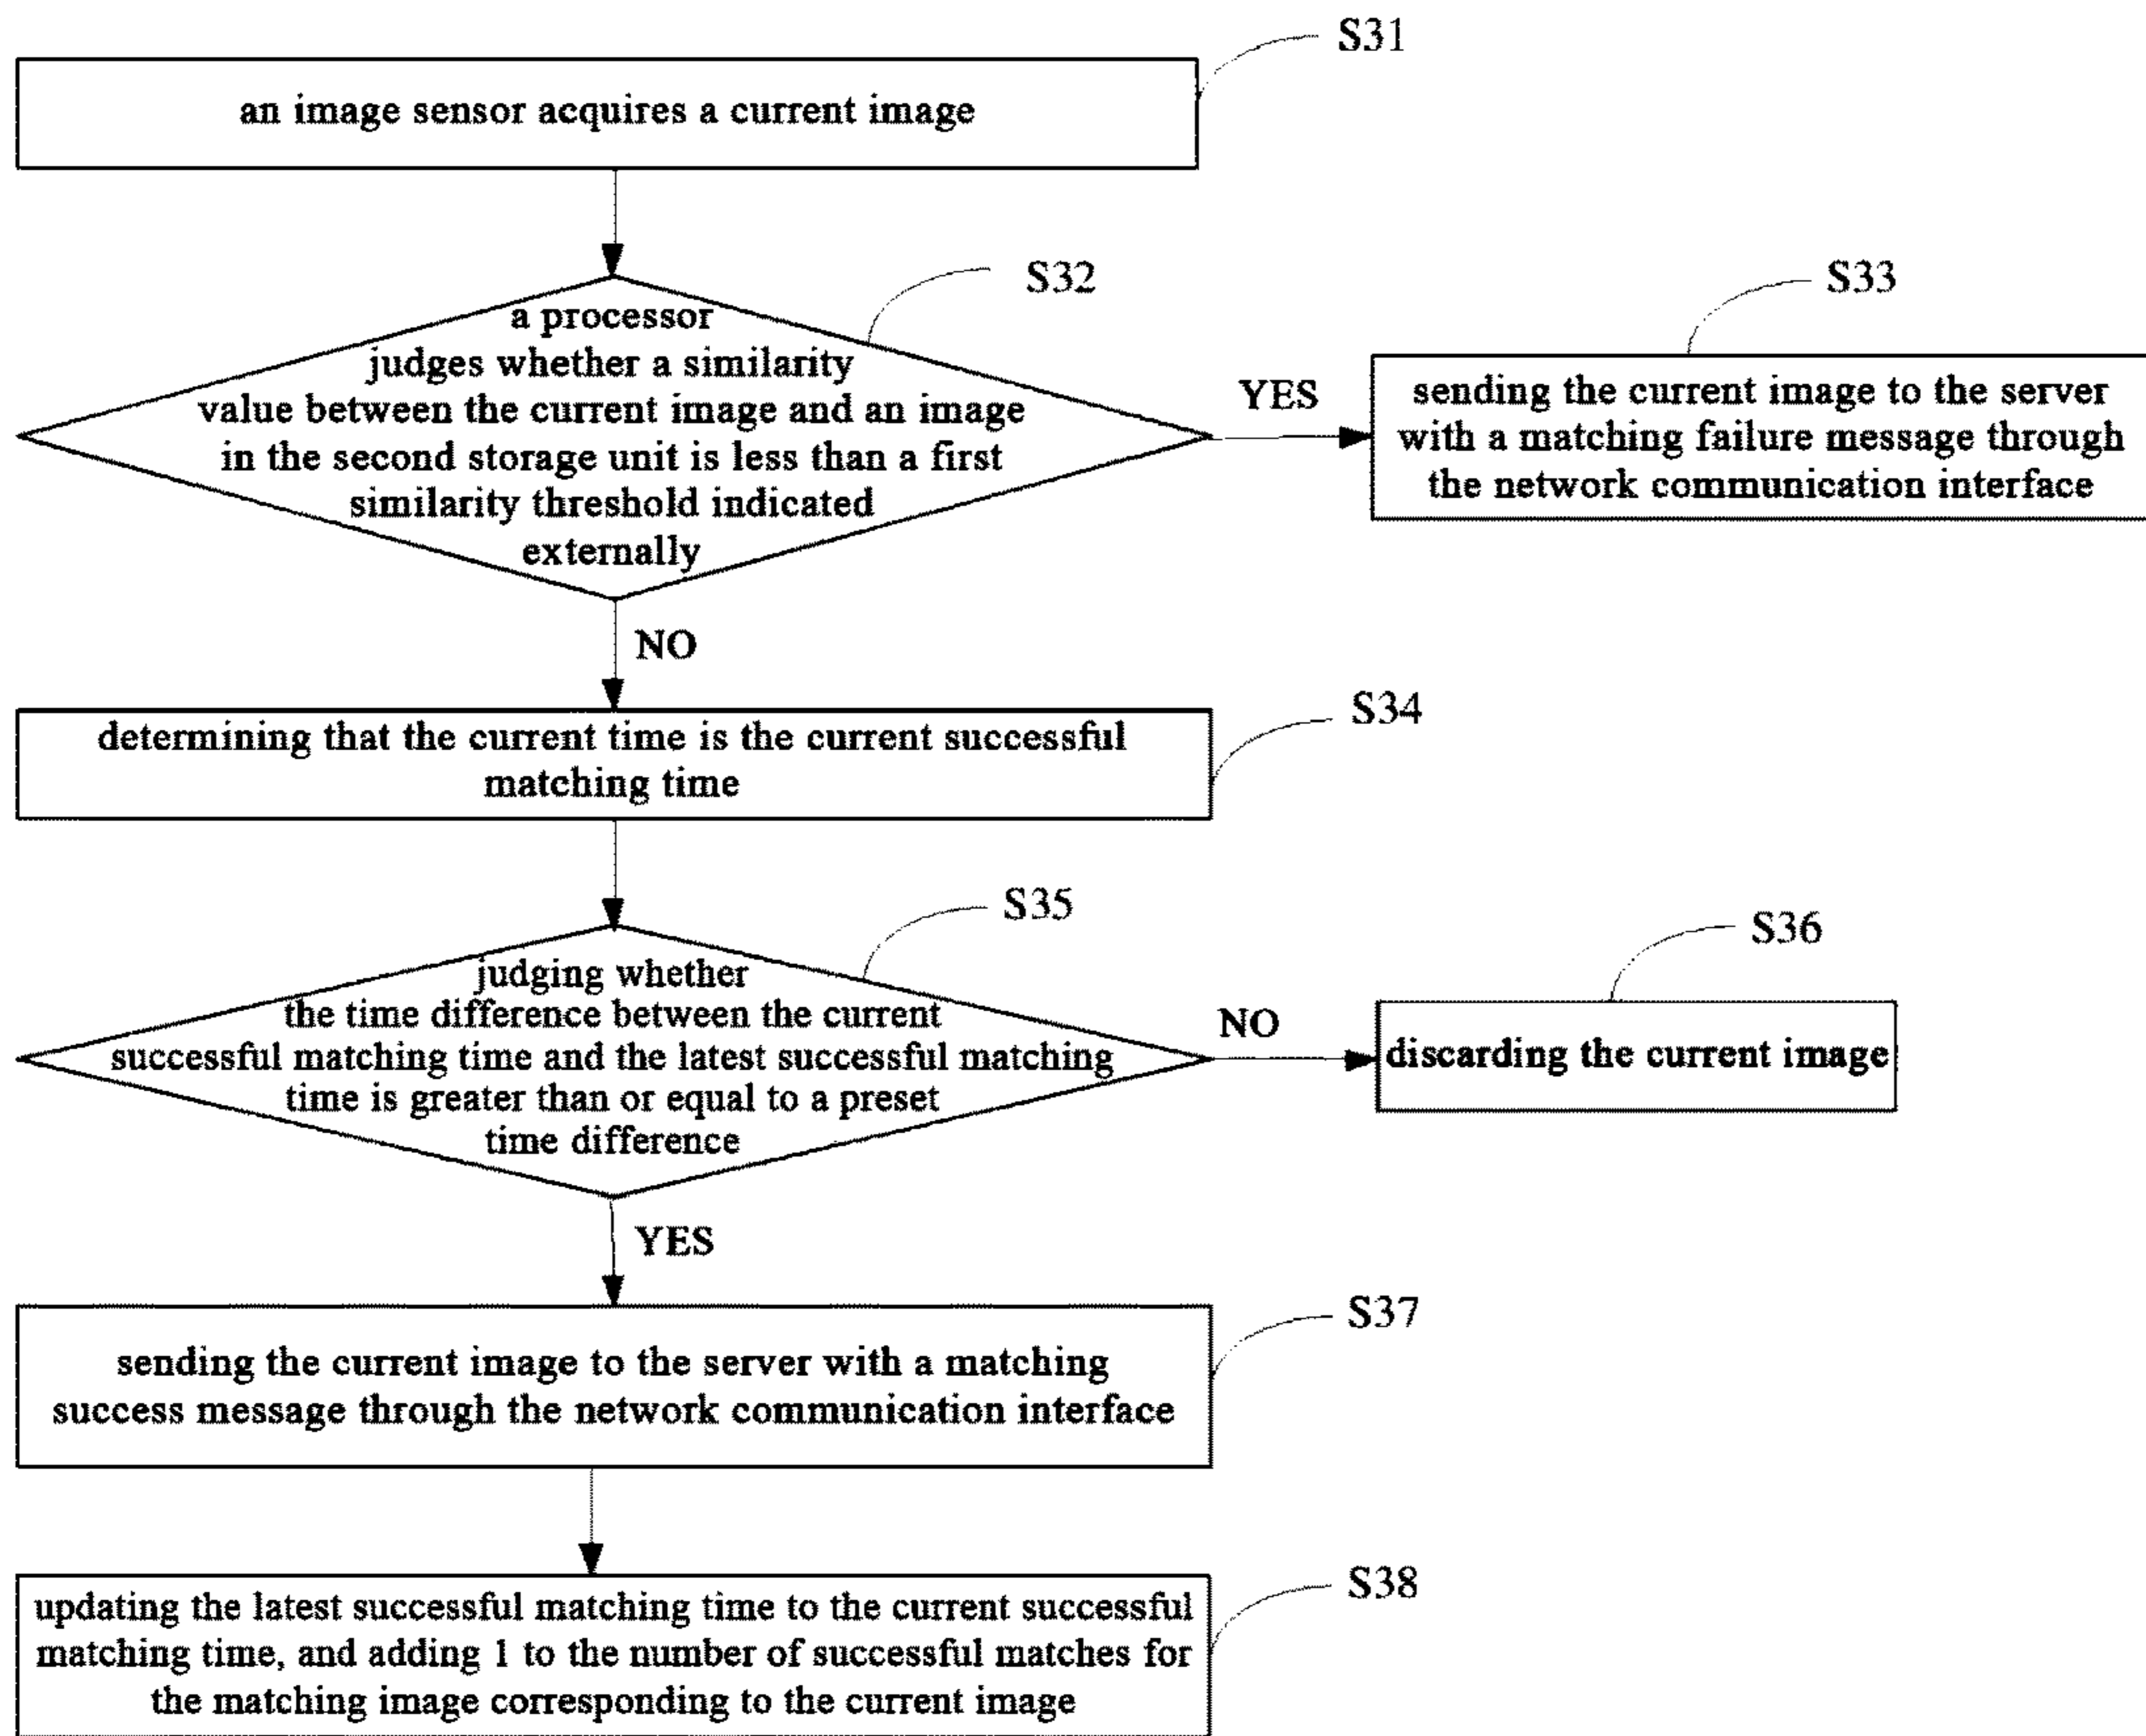 S31
an image sensor acquires a current image
S32
a processor
judges whether a similarity
value between the current image and an image
in the second storage unit is less than a first
similarity threshold indicated
externally
YES
S33
sending the current image to the server
with a matching failure message through
the network communication interface
NO
S34
determining that the current time is the current successful
matching time
S35
judging whether
the time difference between the current
successful matching time and the latest successful matching
time is greater than or equal to a preset
time difference
NO
S36
discarding the current image
YES
S37
sending the current image to the server with a matching
success message through the network communication interface
S38
updating the latest successful matching time to the current successful
matching time, and adding 1 to the number of successful matches for
the matching image corresponding to the current image